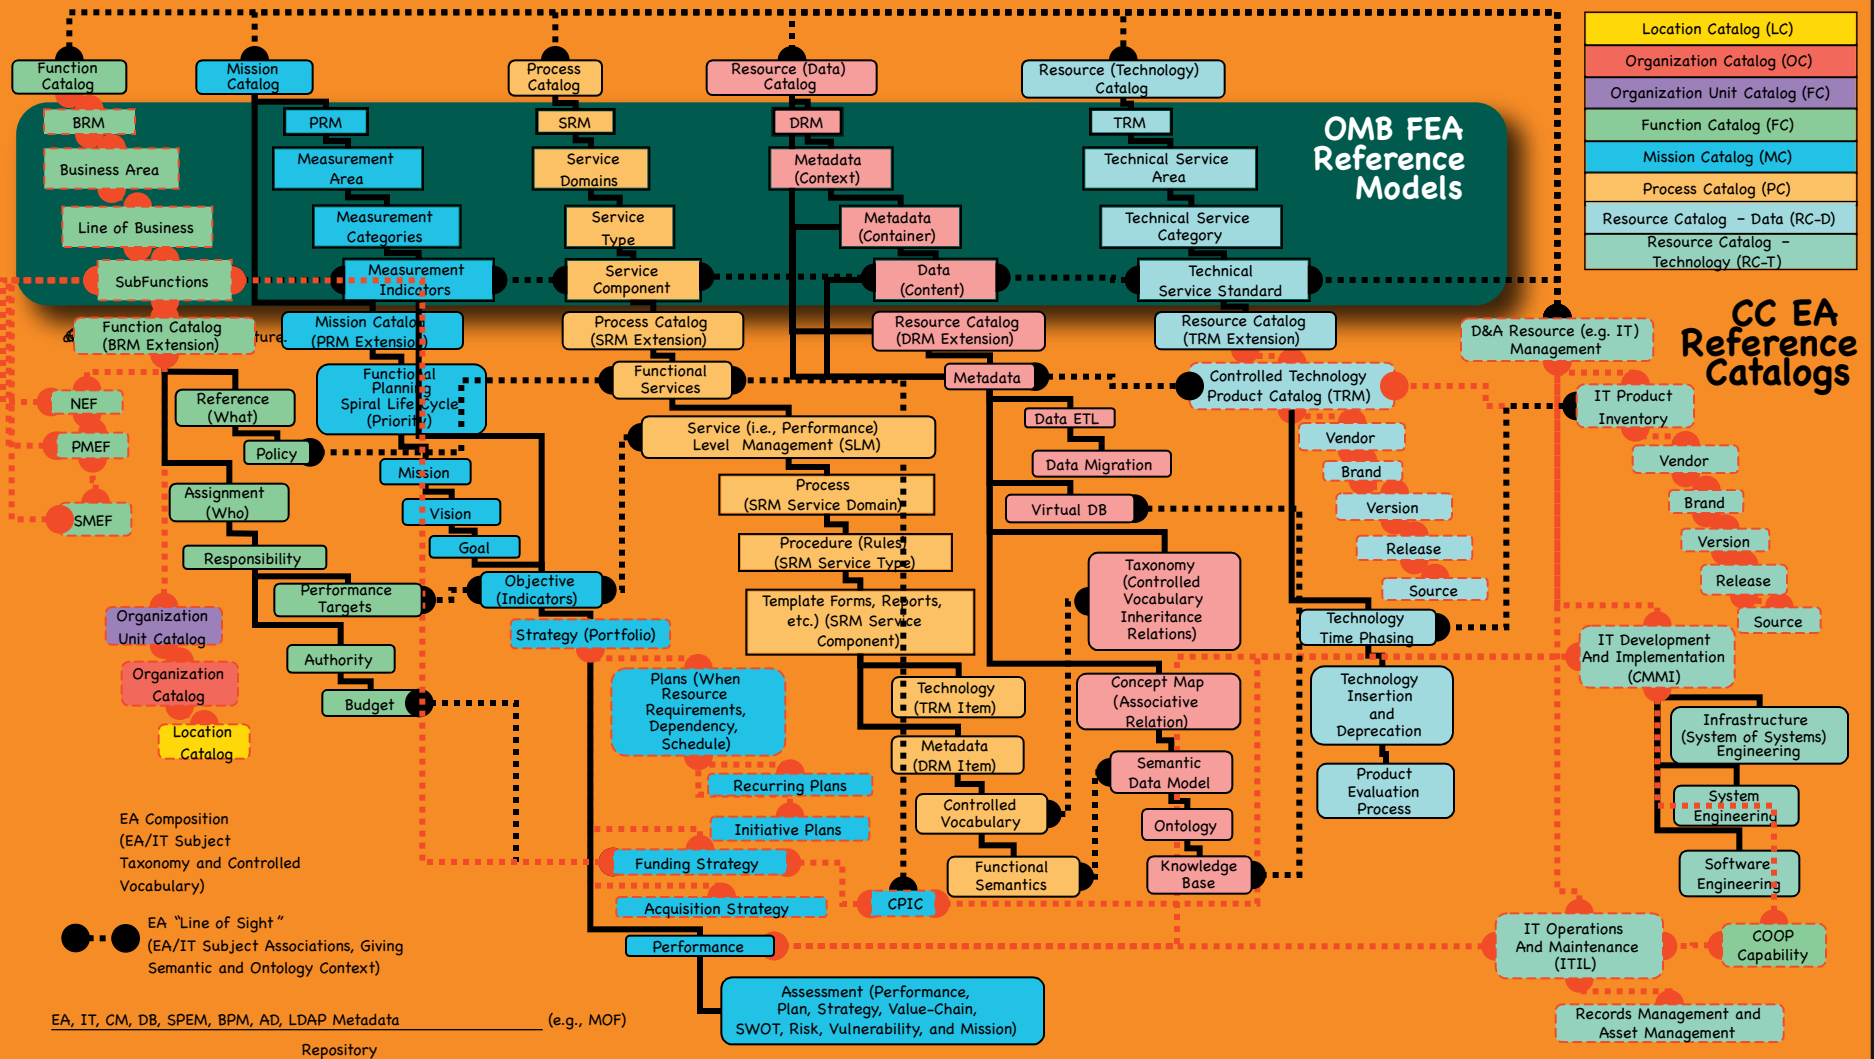 Function
Catalog
Mission
Catalog
Process
Catalog
Resource (Data)
Catalog
Resource (Technology)
Catalog
Location Catalog (LC)
Organization Catalog (OC)
Organization Unit Catalog (FC)
Function Catalog (FC)
Mission Catalog (MC)
Process Catalog (PC)
Resource Catalog - Data (RC-D)
Resource Catalog -
Technology (RC-T)
OMB FEA
Reference
Models
BRM
Business Area
Line of Business
SubFunctions
PRM
Measurement
Area
Measurement
Categories
Measurement
Indicators
SRM
Service
Domains
Service
Type
Service
Component
DRM
Metadata
(Context)
Metadata
(Container)
Data
(Content)
TRM
Technical Service
Area
Technical Service
Category
Technical
Service Standard
CC EA
Reference
Catalogs
Function Catalog
(BRM Extension)
ture.
Mission Catalog
(PRM Extension)
Process Catalog
(SRM Extension)
Resource Catalog
(DRM Extension)
Resource Catalog
(TRM Extension)
D&A Resource (e.g. IT)
Management
NEF
PMEF
SMEF
Reference
(What)
Policy
Assignment
(Who)
Responsibility
Performance
Targets
Authority
Budget
Organization
Unit Catalog
Organization
Catalog
Location
Catalog
Functional
Planning
Spiral Life Cycle
(Priority)
Mission
Vision
Goal
Objective
(Indicators)
Strategy (Portfolio)
Plans (When
Resource
Requirements,
Dependency,
Schedule)
Recurring Plans
Initiative Plans
Funding Strategy
Acquisition Strategy
CPIC
Performance
Assessment (Performance,
Plan, Strategy, Value-Chain,
SWOT, Risk, Vulnerability, and Mission)
Functional
Services
Service (i.e., Performance)
Level Management (SLM)
Process
(SRM Service Domain)
Procedure (Rules)
(SRM Service Type)
Template Forms, Reports,
etc.) (SRM Service
Component)
Technology
(TRM Item)
Metadata
(DRM Item)
Controlled
Vocabulary
Functional
Semantics
Metadata
Data ETL
Data Migration
Virtual DB
Taxonomy
(Controlled
Vocabulary
Inheritance
Relations)
Concept Map
(Associative
Relation)
Semantic
Data Model
Ontology
Knowledge
Base
Controlled Technology
Product Catalog (TRM)
Vendor
Brand
Version
Release
Source
Technology
Time Phasing
Technology
Insertion
and
Deprecation
Product
Evaluation
Process
IT Product
Inventory
Vendor
Brand
Version
Release
Source
IT Development
And Implementation
(CMMI)
Infrastructure
(System of Systems)
Engineering
System
Engineering
Software
Engineering
IT Operations
And Maintenance
(ITIL)
COOP
Capability
Records Management and
Asset Management
EA Composition
(EA/IT Subject
Taxonomy and Controlled
Vocabulary)
EA “Line of Sight”
(EA/IT Subject Associations, Giving
Semantic and Ontology Context)
EA, IT, CM, DB, SPEM, BPM, AD, LDAP Metadata (e.g., MOF)
Repository